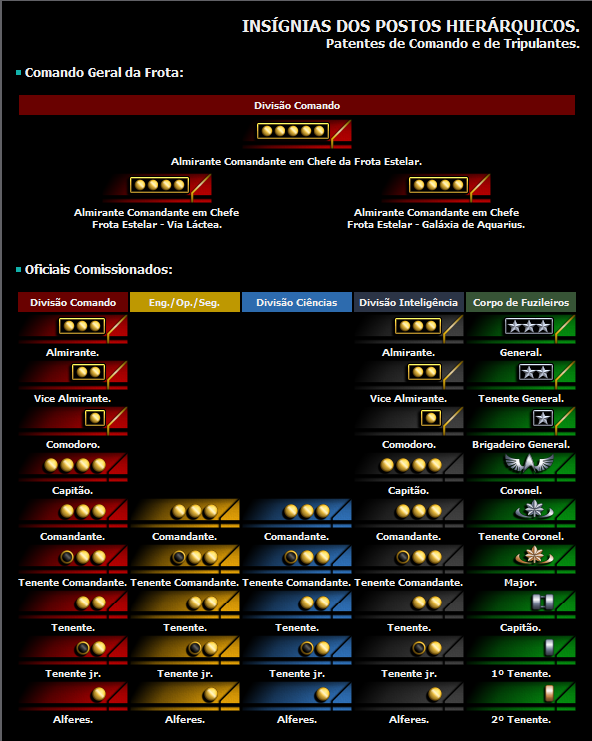 INSÍGNIAS DOS POSTOS HIERÁRQUICOS.
Patentes de Comando e de Tripulantes.
Comando Geral da Frota:
Divisão Comando
Almirante Comandante em Chefe da Frota Estelar.
Almirante Comandante em Chefe
Frota Estelar - Via Láctea.
Almirante Comandante em Chefe
Frota Estelar - Galáxia de Aquarius.
Oficiais Comissionados:
Divisão Comando Eng./Op./Seg. Divisão Ciências Divisão Inteligência Corpo de Fuzileiros
Almirante. Almirante. General.
Vice Almirante. Vice Almirante. Tenente General.
Comodoro. Comodoro. Brigadeiro General.
Capitão. Capitão. Coronel.
Comandante. Comandante. Comandante. Comandante. Tenente Coronel.
Tenente Comandante. Tenente Comandante. Tenente Comandante. Tenente Comandante. Major.
Tenente. Tenente. Tenente. Tenente. Capitão.
Tenente jr. Tenente jr. Tenente jr. Tenente jr. 1º Tenente.
Alferes. Alferes. Alferes. Alferes. 2º Tenente.